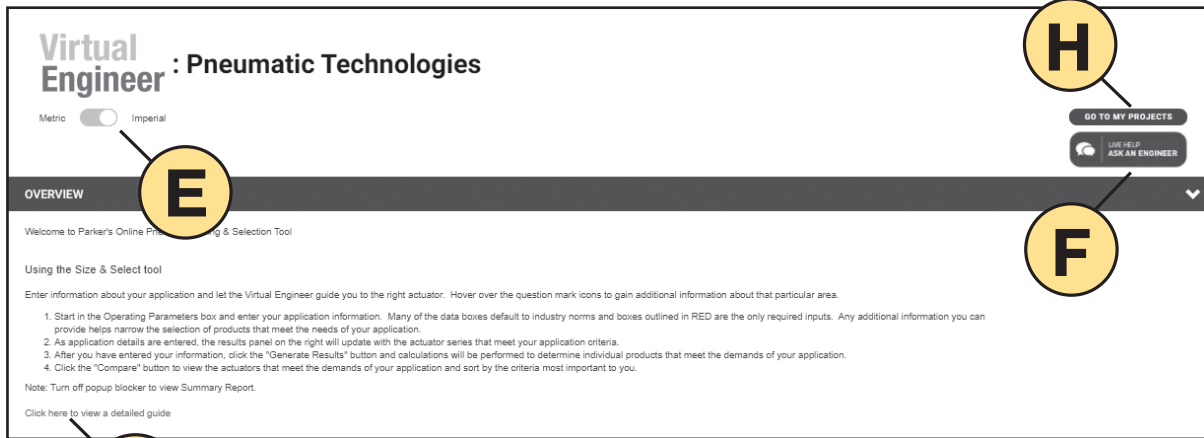 Virtual
Engineer : Pneumatic Technologies
H
Metric Imperial
GO TO MY PROJECTS
LIVE HELP
ASK AN ENGINEER
E
OVERVIEW
F
Welcome to Parker's Online & Selection Tool
Using the Size & Select tool
Enter information about your application and let the Virtual Engineer guide you to the right actuator. Hover over the question mark icons to gain additional information about that particular area.
1. Start in the Operating Parameters box and enter your application information. Many of the data boxes default to industry norms and boxes outlined in RED are the only required inputs. Any additional information you can
provide helps narrow the selection of products that meet the needs of your application.
2. As application details are entered, the results panel on the right will update with the actuator series that meet your application criteria.
3. After you have entered your information, click the "Generate Results" button and calculations will be performed to determine individual products that meet the demands of your application.
4. Click the "Compare" button to view the actuators that meet the demands of your application and sort by the criteria most important to you.
Note: Turn off popup blocker to view Summary Report.
Click here to view a detailed guide